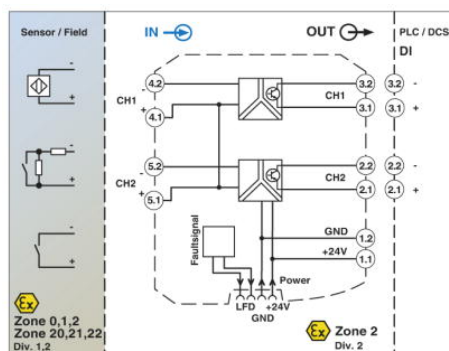 Sensor / Field
IN
OUT
PLC / DCS
DI
-
+
-
+
-
+
4.2
-
CH1
+
4.1
3.2
CH1
3.1
3.2
-
3.1
+
5.2
-
CH2
+
5.1
2.2
CH2
2.1
2.2
-
2.1
+
Faultsignal
GND
1.2
+24V
1.1
Power
LFD
+24V
GND
Ex
Zone 0,1,2
Zone 20,21,22
Div. 1,2
Ex
Zone 2
Div. 2